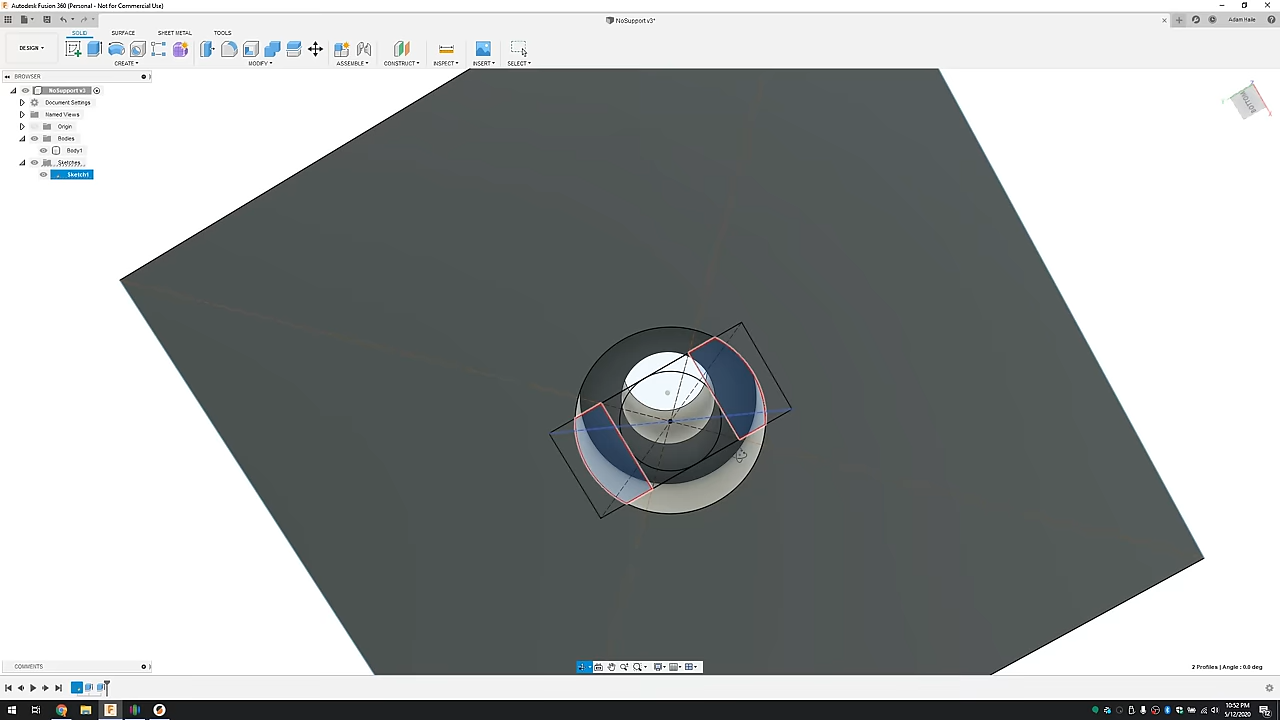 Autodesk Fusion 360 (Personal - Not for Commercial Use)
NoSupport v3*
Adam Haile
DESIGN
SOLID
SURFACE
SHEET METAL
TOOLS
CREATE
MODIFY
ASSEMBLE
CONSTRUCT
INSPECT
INSERT
SELECT
BROWSER
NoSupport v3
Document Settings
Named Views
Origin
Bodies
Body1
Sketches
Sketch1
BOTTOM
COMMENTS
2 Profiles | Angle : 0.0 deg
10:52 PM
5/12/2020